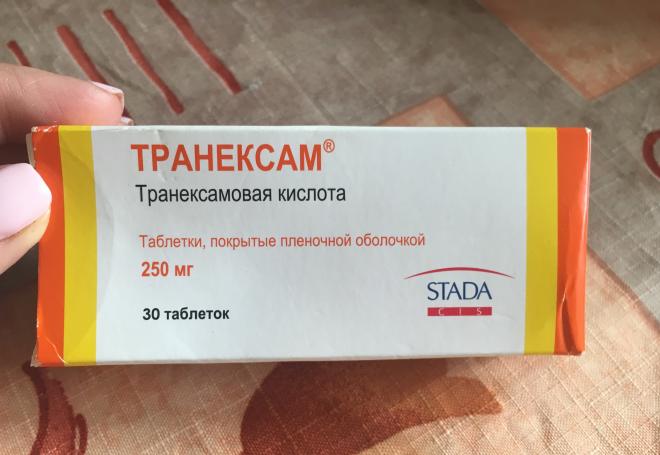 ТРАНЕКСАМ®
Транексамовая кислота
Таблетки, покрытые пленочной оболочкой
250 мг
30 таблеток
STADA
CIS